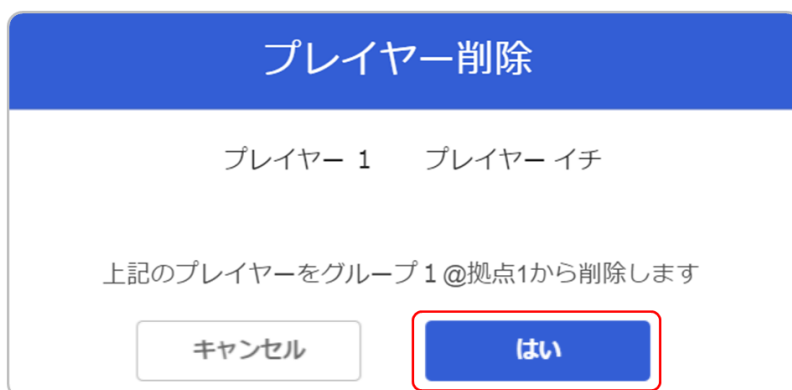 プレイヤー削除
プレイヤー 1　　プレイヤー イチ
上記のプレイヤーをグループ１@拠点1から削除します
キャンセル　はい